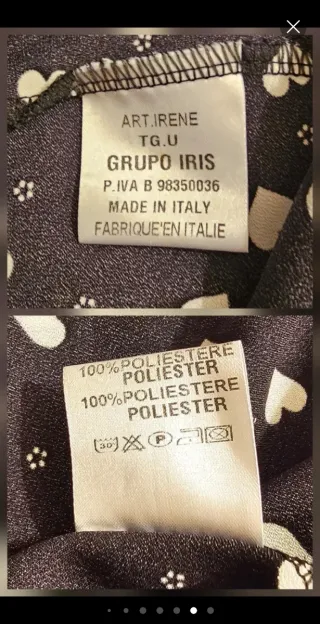 ART.IRENE
TG.U
GRUPO IRIS
P.IVA B 98350036
MADE IN ITALY
FABRIQUE'EN ITALIE
100%POLIESTERE
POLIESTER
100%POLIESTERE
POLIESTER
30°
P